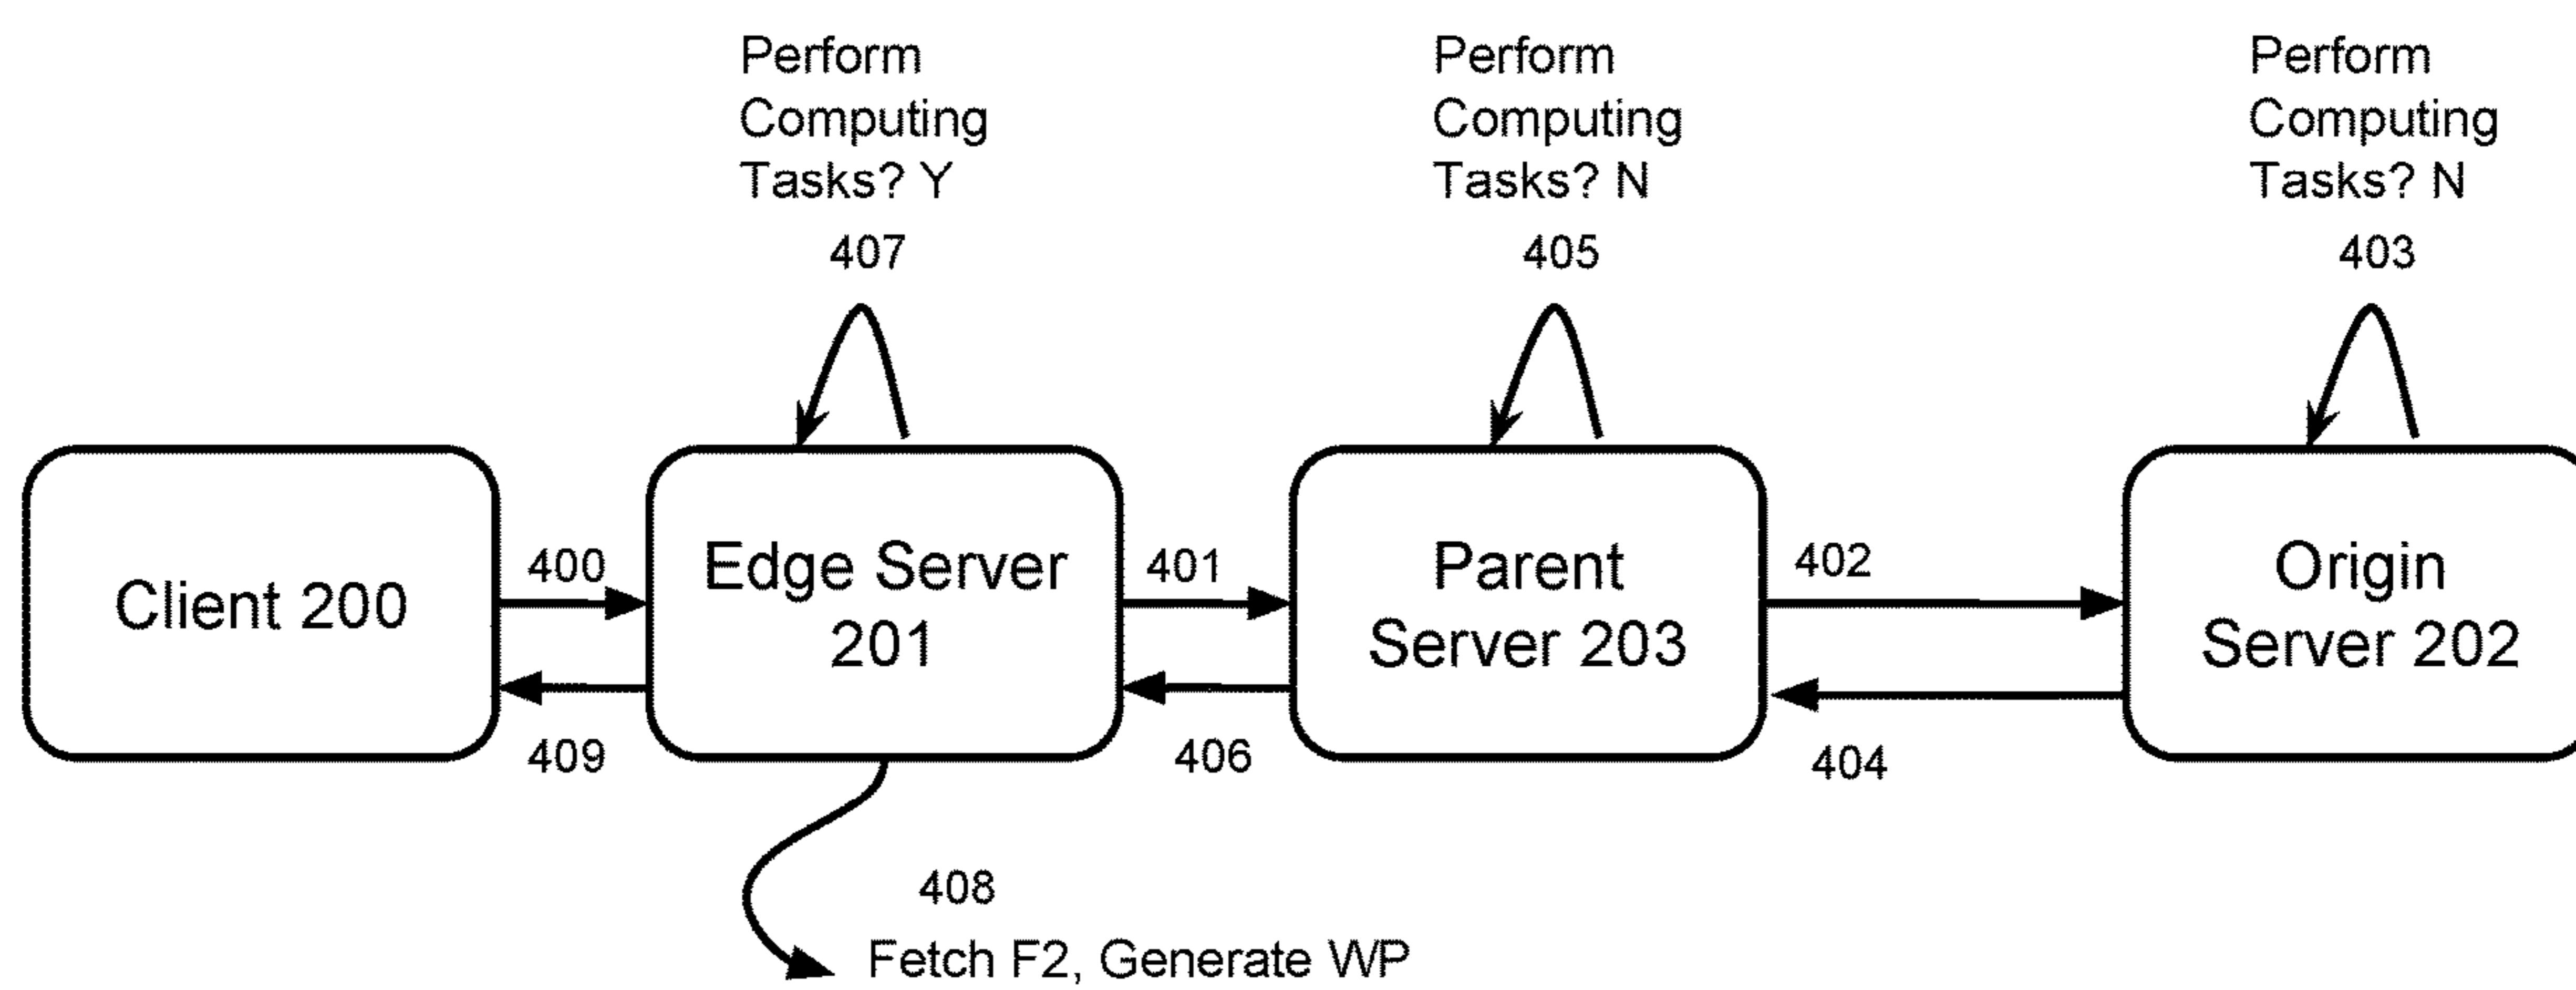 Perform
Computing
Tasks? Y
407
Perform
Computing
Tasks? N
405
Perform
Computing
Tasks? N
403
Client 200
400
409
Edge Server
201
401
406
Parent
Server 203
402
404
Origin
Server 202
408
Fetch F2, Generate WP